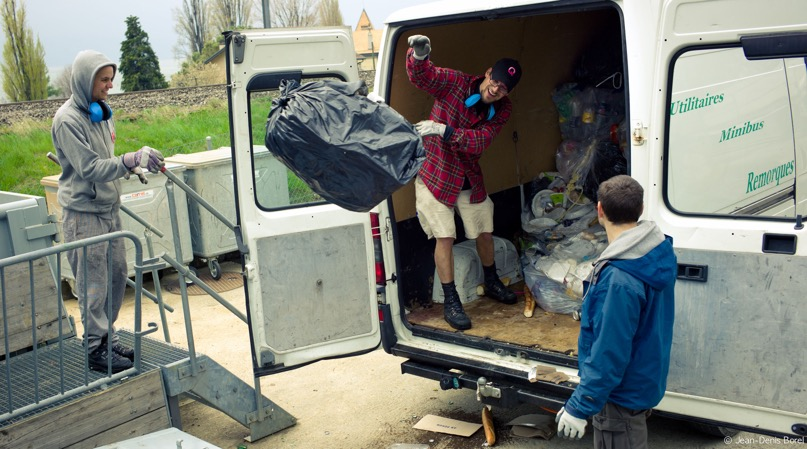 Utilitaires
Minibus
Remorques
© Jean-Denis Borel